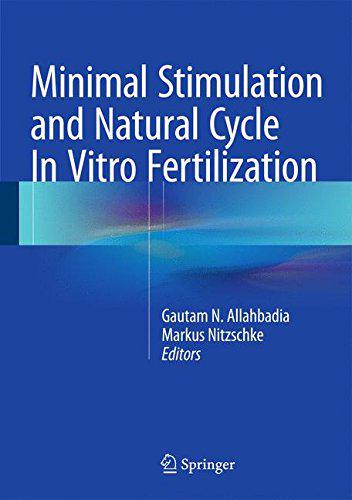 Minimal Stimulation
and Natural Cycle
In Vitro Fertilization
Gautam N. Allahbadia
Markus Nitzschke
Editors
Springer